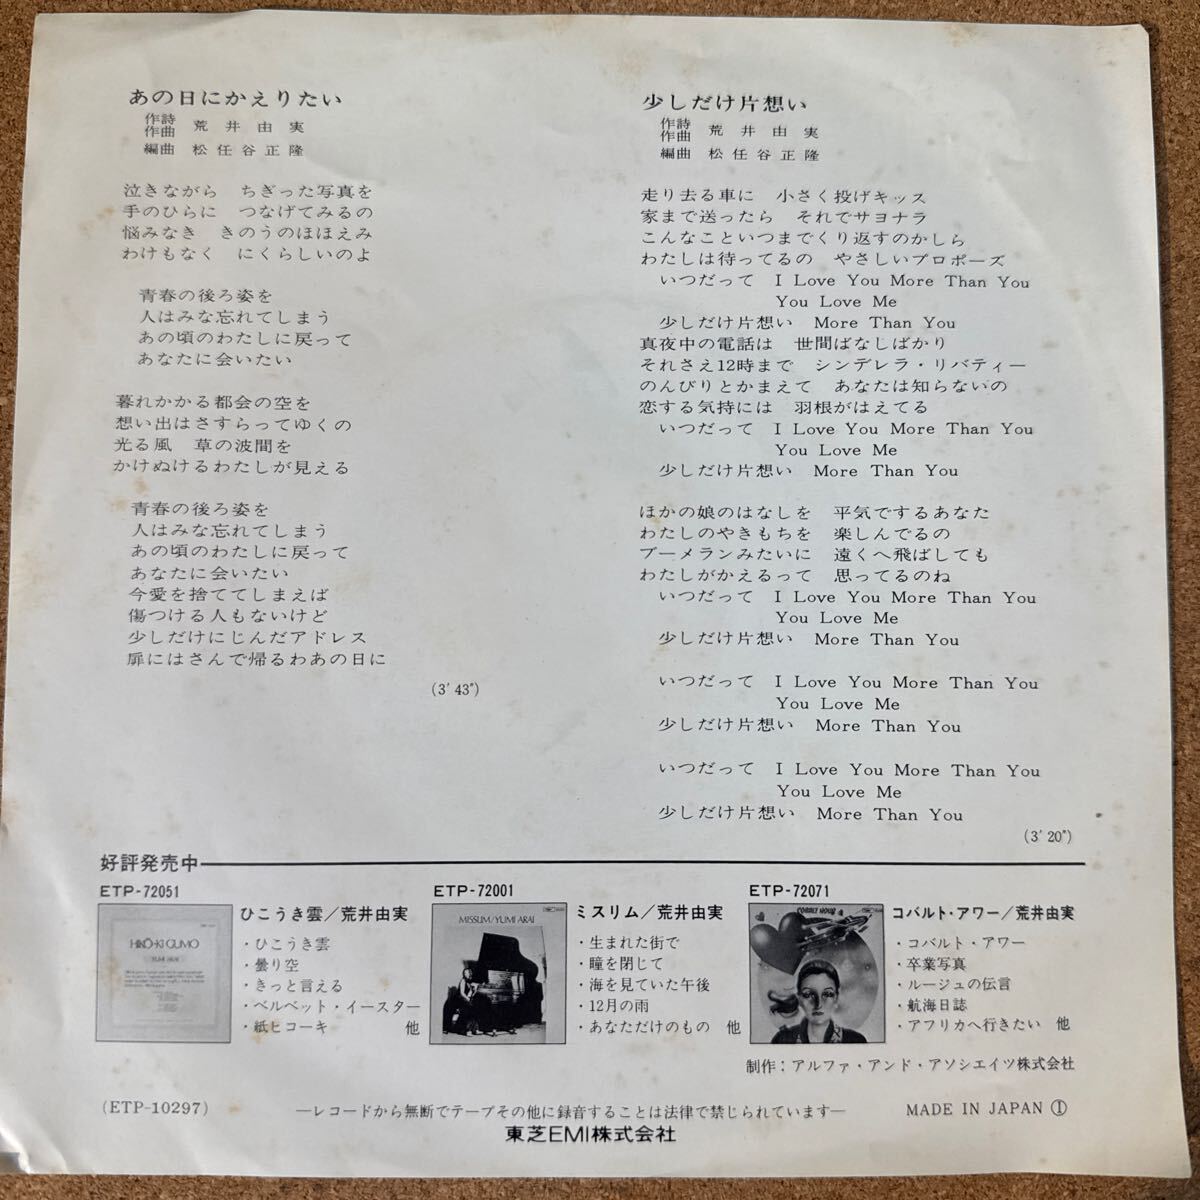 あの日にかえりたい
作詩
作曲 荒井由実
編曲 松任谷正隆
泣きながら ちぎった写真を
手のひらに つなげてみるの
悩みなき きのうのほほえみ
わけもなく にくらしいのよ
青春の後ろ姿を
人はみな忘れてしまう
あの頃のわたしに戻って
あなたに会いたい
暮れかかる都会の空を
想い出はさすらってゆくの
光る風 草の波間を
かけぬけるわたしが見える
青春の後ろ姿を
人はみな忘れてしまう
あの頃のわたしに戻って
あなたに会いたい
今愛を捨ててしまえば
傷つける人もないけど
少しだけにじんだアドレス
扉にはさんで帰るわあの日に
(3′43″)
少しだけ片想い
作詩
作曲 荒井由実
編曲 松任谷正隆
走り去る車に 小さく投げキッス
家まで送ったら それでサヨナラ
こんなこといつまでくり返すのかしら
わたしは待ってるの やさしいプロポーズ
いつだって I Love You More Than You
You Love Me
少しだけ片想い More Than You
真夜中の電話は 世間ばなしばかり
それさえ12時まで シンデレラ・リバティー
のんびりとかまえて あなたは知らないの
恋する気持には 羽根がはえてる
いつだって I Love You More Than You
You Love Me
少しだけ片想い More Than You
ほかの娘のはなしを 平気でするあなた
わたしのやきもちを 楽しんでるの
ブーメランみたいに 遠くへ飛ばしても
わたしがかえるって 思ってるのね
いつだって I Love You More Than You
You Love Me
少しだけ片想い More Than You
いつだって I Love You More Than You
You Love Me
少しだけ片想い More Than You
いつだって I Love You More Than You
You Love Me
少しだけ片想い More Than You
(3′20″)
好評発売中
ETP-72051
HIKŌ-KI GUMO
YUMI ARAI
ひこうき雲／荒井由実
・ひこうき雲
・曇り空
・きっと言える
・ベルベット・イースター
・紙ヒコーキ 他
ETP-72001
MISSLIM/YUMI ARAI
ミスリム／荒井由実
・生まれた街で
・瞳を閉じて
・海を見ていた午後
・12月の雨
・あなただけのもの 他
ETP-72071
COBALT HOUR
コバルト・アワー／荒井由実
・コバルト・アワー
・卒業写真
・ルージュの伝言
・航海日誌
・アフリカへ行きたい 他
制作：アルファ・アンド・アソシエイツ株式会社
(ETP-10297)
—レコードから無断でテープその他に録音することは法律で禁じられています—
MADE IN JAPAN Ⓘ
東芝EMI株式会社